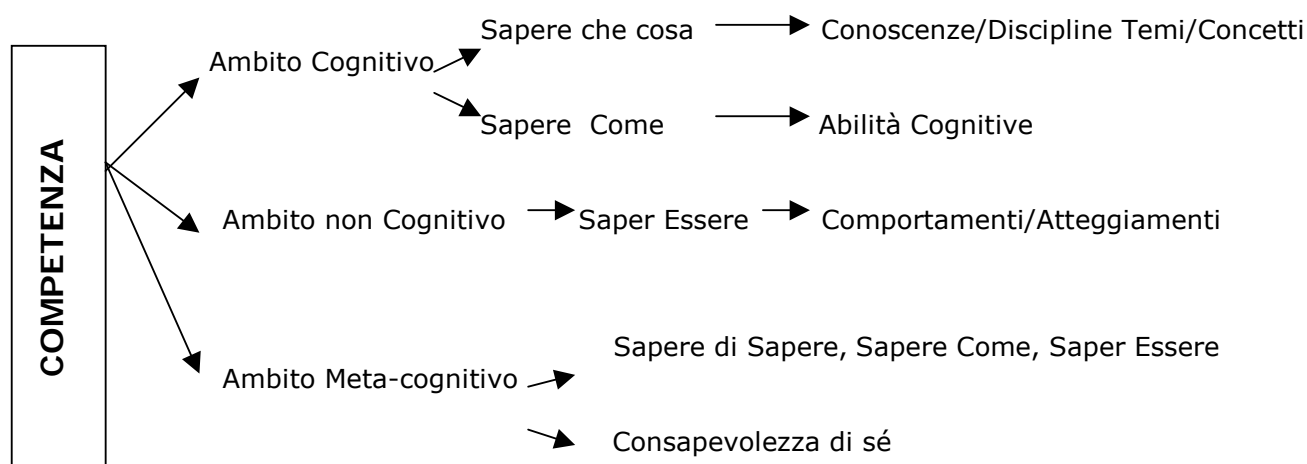 COMPETENZA
Sapere che cosa Conoscenze/Discipline Temi/Concetti
Ambito Cognitivo
Sapere Come Abilità Cognitive
Ambito non Cognitivo Saper Essere Comportamenti/Atteggiamenti
Sapere di Sapere, Sapere Come, Saper Essere
Ambito Meta-cognitivo
Consapevolezza di sé